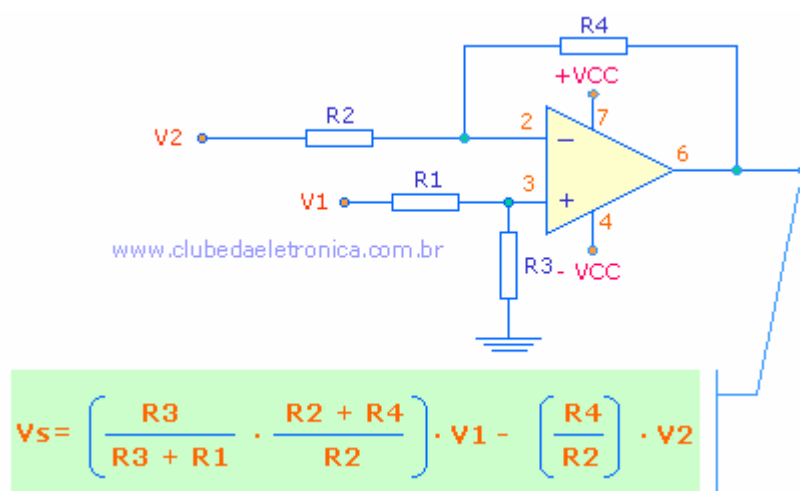 R4
+VCC
R2
2
7
V2
6
R1
3
V1
4
www.clubedaeletronica.com.br
R3
- VCC
Vs= (R3 / (R3 + R1) · (R2 + R4) / R2) · V1 - (R4 / R2) · V2